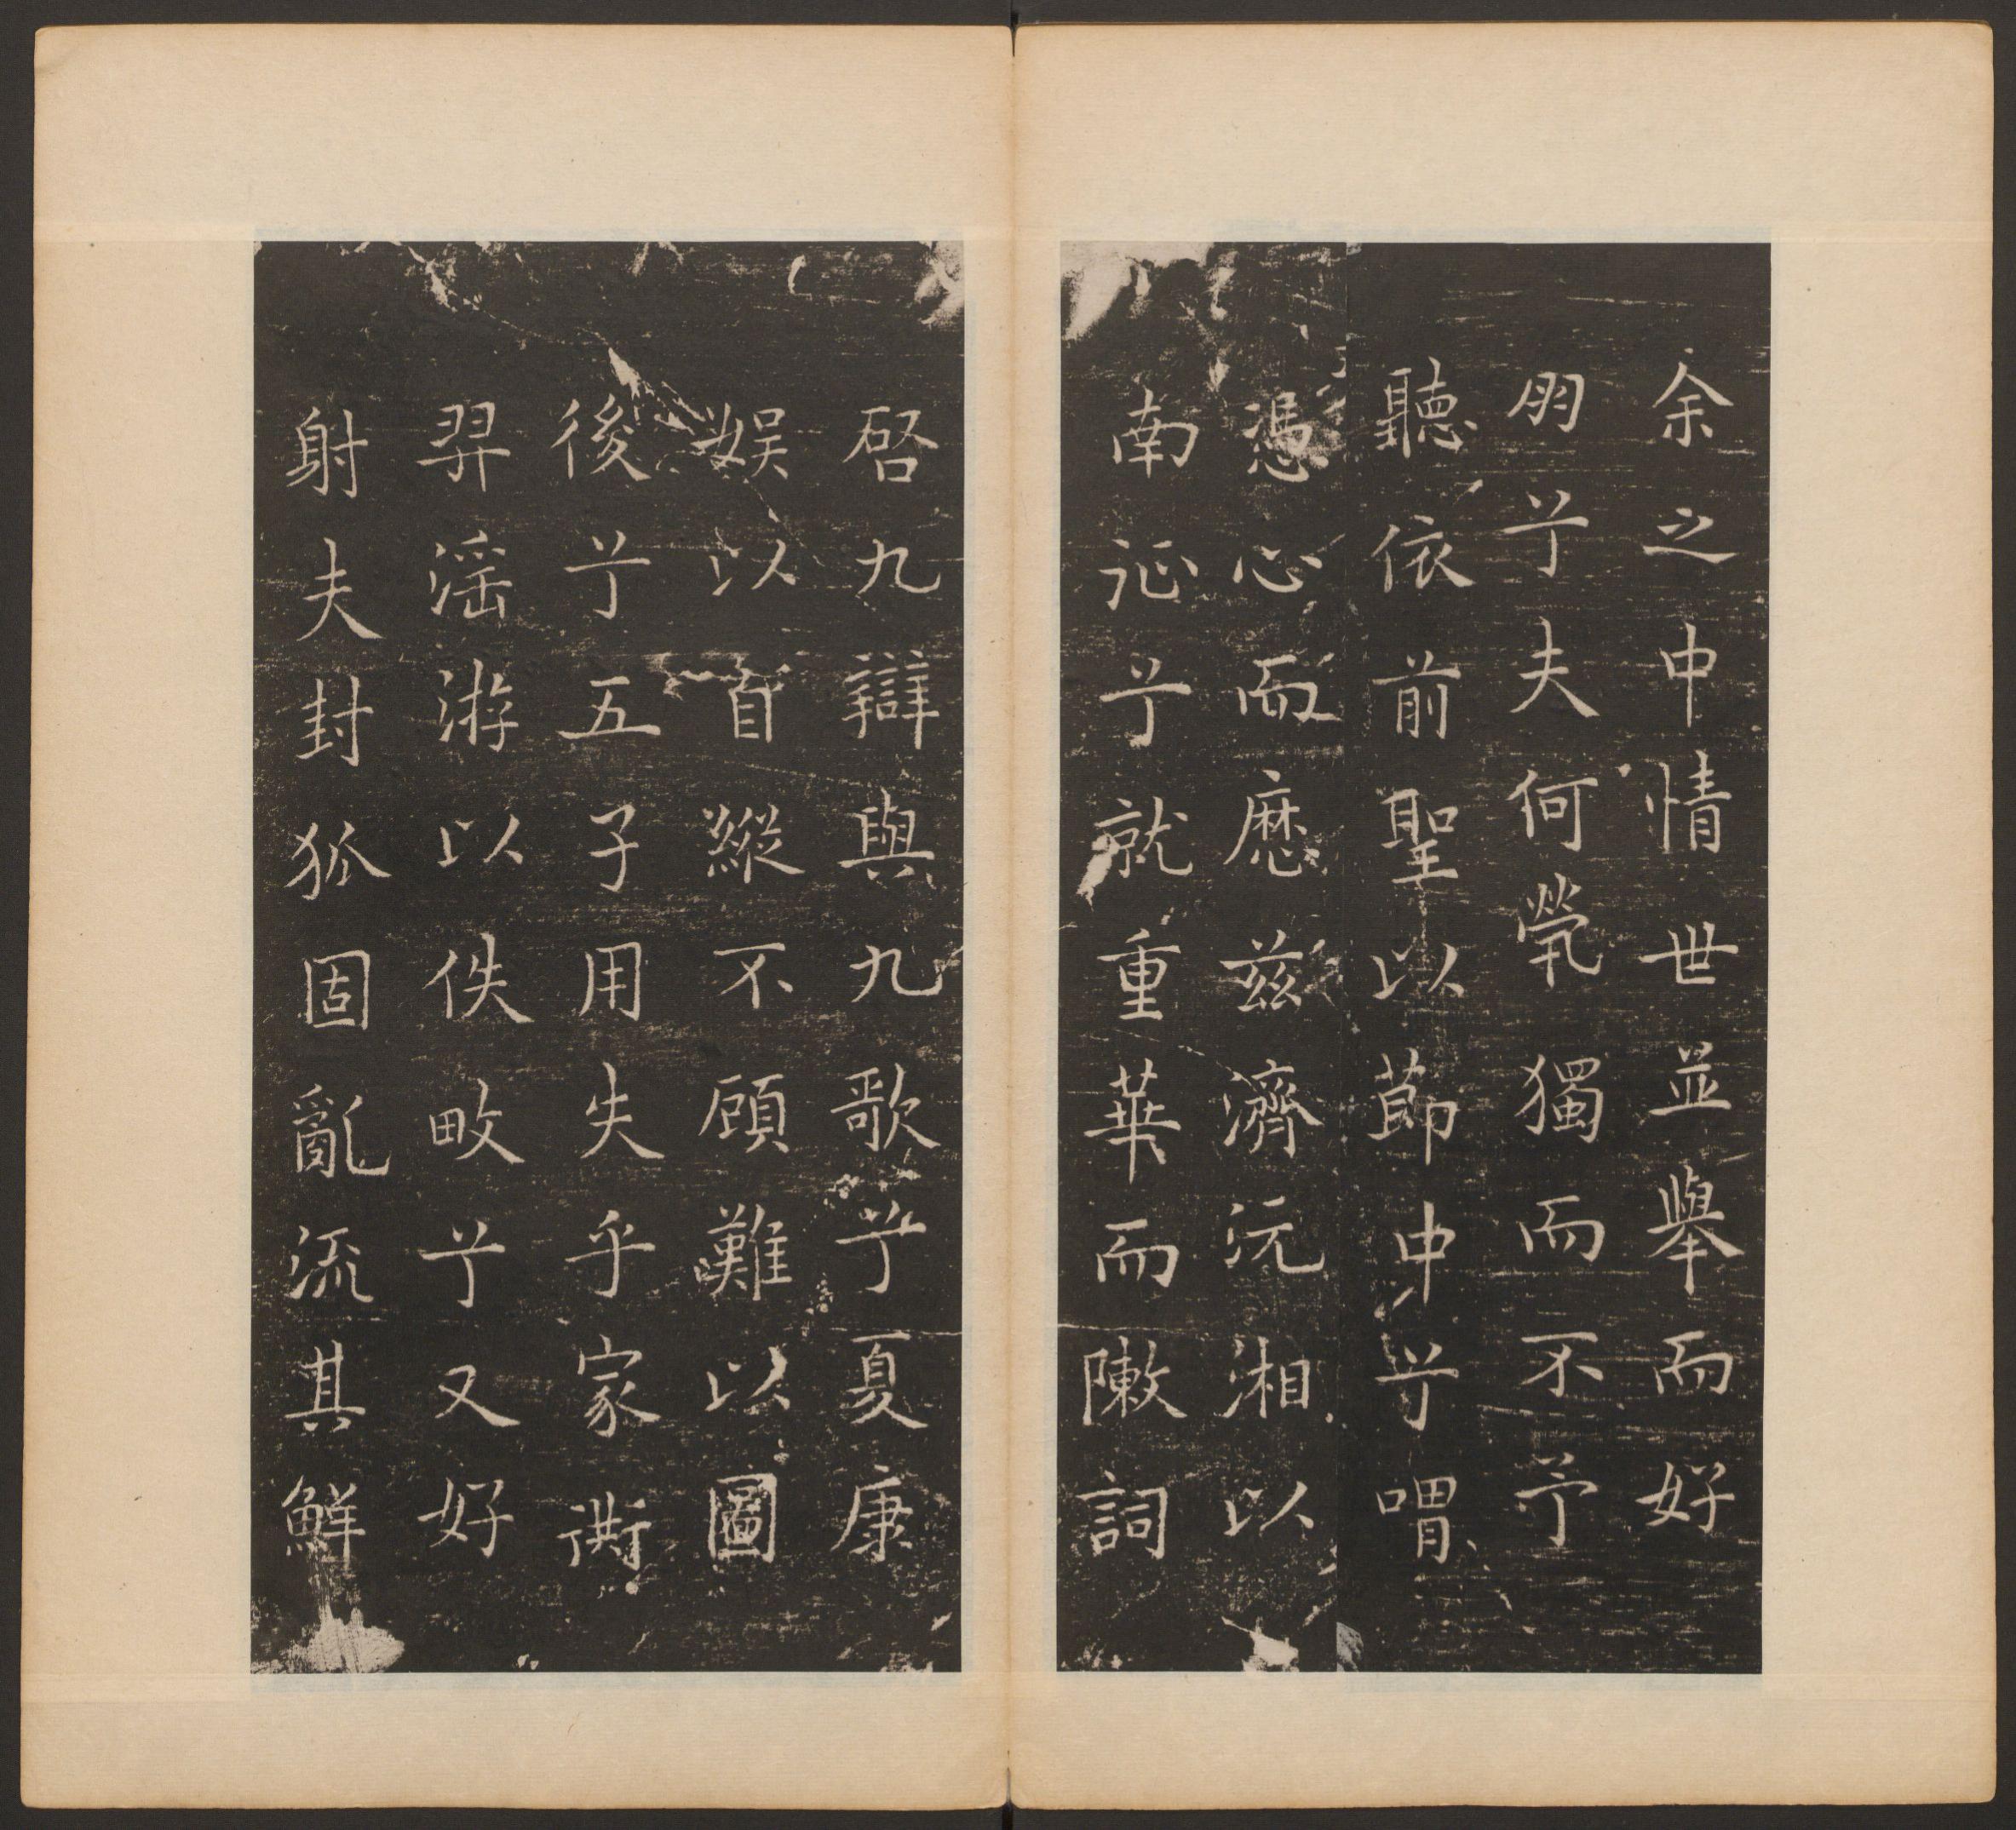 余之中情世並舉而好
朋兮夫何煢獨而不予
聽依前聖以節中兮喟
憑心而歷茲濟沅湘以
南征兮就重華而陳詞
啓九辯與九歌兮夏康
娛以自縱不顧難以圖
後兮五子用失乎家衖
羿淫遊以佚畋兮又好
射夫封狐固亂流其鮮